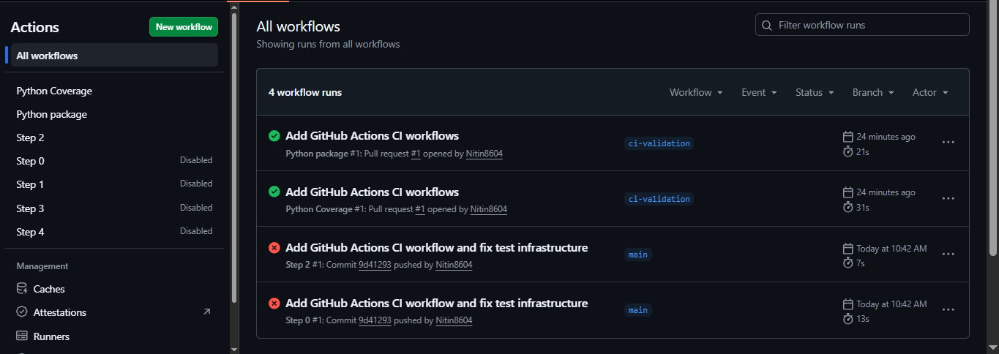 Actions
New workflow
All workflows
Python Coverage
Python package
Step 2
Step 0 Disabled
Step 1 Disabled
Step 3 Disabled
Step 4 Disabled
Management
Caches
Attestations
Runners
All workflows
Showing runs from all workflows
Filter workflow runs
4 workflow runs
Workflow Event Status Branch Actor
Add GitHub Actions CI workflows
Python package #1: Pull request #1 opened by Nitin8604
ci-validation
24 minutes ago
21s
Add GitHub Actions CI workflows
Python Coverage #1: Pull request #1 opened by Nitin8604
ci-validation
24 minutes ago
31s
Add GitHub Actions CI workflow and fix test infrastructure
Step 2 #1: Commit 9d41293 pushed by Nitin8604
main
Today at 10:42 AM
7s
Add GitHub Actions CI workflow and fix test infrastructure
Step 0 #1: Commit 9d41293 pushed by Nitin8604
main
Today at 10:42 AM
13s